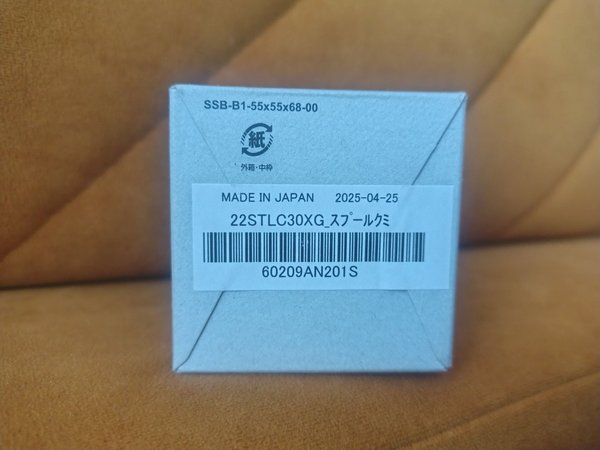 SSB-B1-55x55x68-00
紙
外箱・中枠
MADE IN JAPAN 2025-04-25
22STLC30XG_ｽﾌﾟｰﾙｸﾐ
60209AN201S